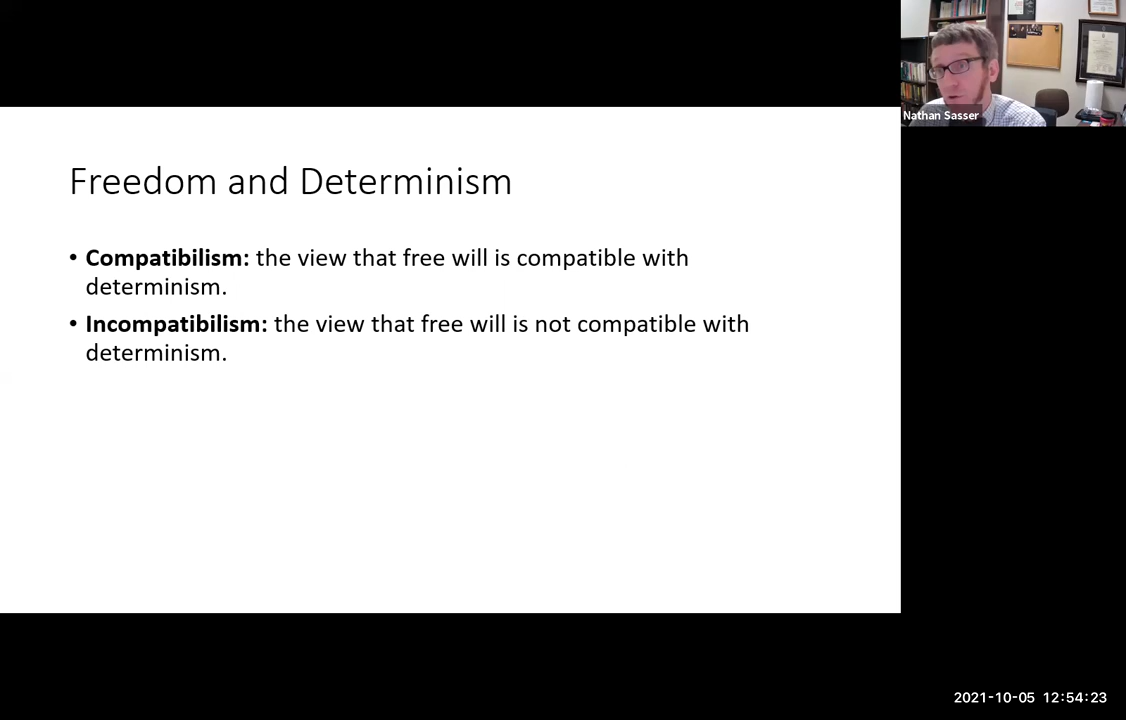 Nathan Sasser
Freedom and Determinism
• Compatibilism: the view that free will is compatible with
determinism.
• Incompatibilism: the view that free will is not compatible with
determinism.
2021-10-05 12:54:23